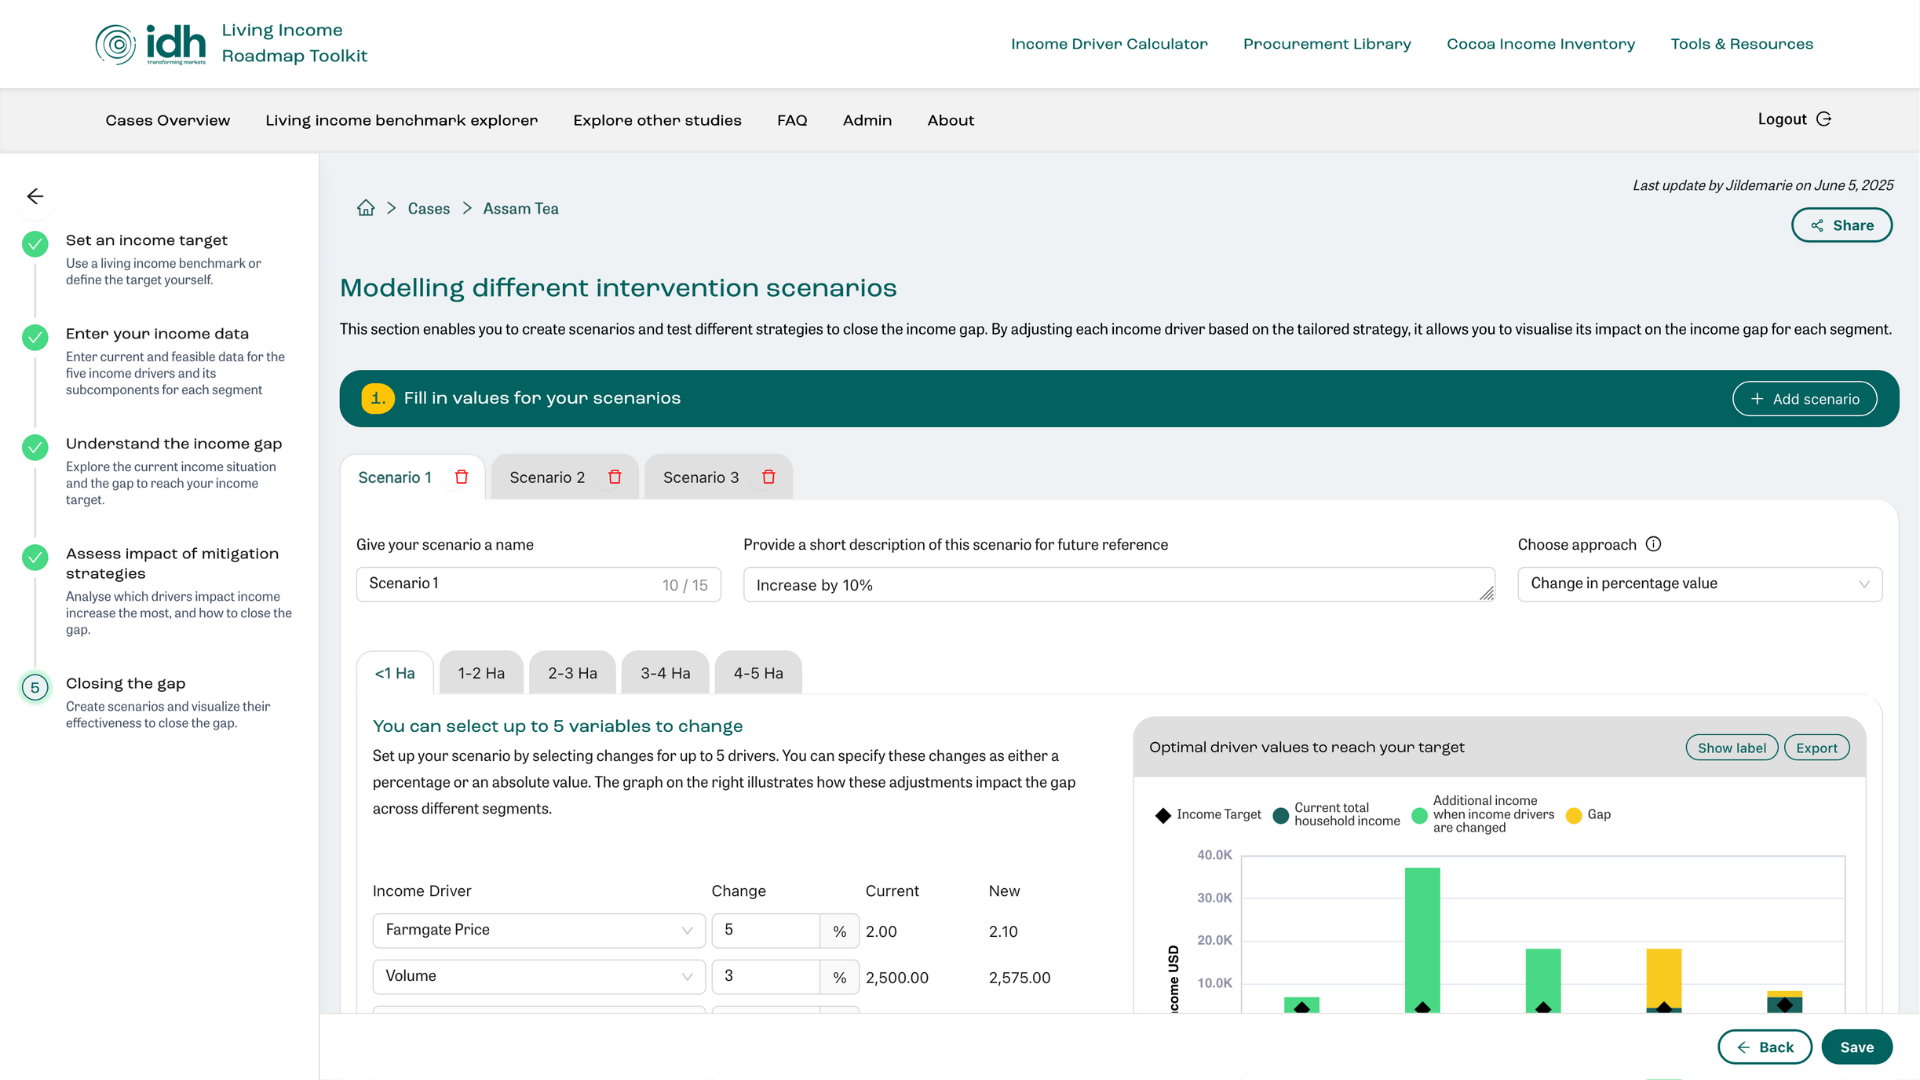 idh
transforming markets
Living Income
Roadmap Toolkit
Income Driver Calculator
Procurement Library
Cocoa Income Inventory
Tools & Resources
Cases Overview
Living income benchmark explorer
Explore other studies
FAQ
Admin
About
Logout
Set an income target
Use a living income benchmark or
define the target yourself.
Enter your income data
Enter current and feasible data for the
five income drivers and its
subcomponents for each segment
Understand the income gap
Explore the current income situation
and the gap to reach your income
target.
Assess impact of mitigation
strategies
Analyse which drivers impact income
increase the most, and how to close the
gap.
5
Closing the gap
Create scenarios and visualize their
effectiveness to close the gap.
Last update by Jildemarie on June 5, 2025
Cases > Assam Tea
Share
Modelling different intervention scenarios
This section enables you to create scenarios and test different strategies to close the income gap. By adjusting each income driver based on the tailored strategy, it allows you to visualise its impact on the income gap for each segment.
1. Fill in values for your scenarios
+ Add scenario
Scenario 1
Scenario 2
Scenario 3
Give your scenario a name
Scenario 1
10 / 15
Provide a short description of this scenario for future reference
Increase by 10%
Choose approach
Change in percentage value
<1 Ha
1-2 Ha
2-3 Ha
3-4 Ha
4-5 Ha
You can select up to 5 variables to change
Set up your scenario by selecting changes for up to 5 drivers. You can specify these changes as either a
percentage or an absolute value. The graph on the right illustrates how these adjustments impact the gap
across different segments.
Income Driver
Change
Current
New
Farmgate Price
5
%
2.00
2.10
Volume
3
%
2,500.00
2,575.00
Optimal driver values to reach your target
Show label
Export
Income Target
Current total
household income
Additional income
when income drivers
are changed
Gap
40.0K
30.0K
20.0K
10.0K
USD
Back
Save